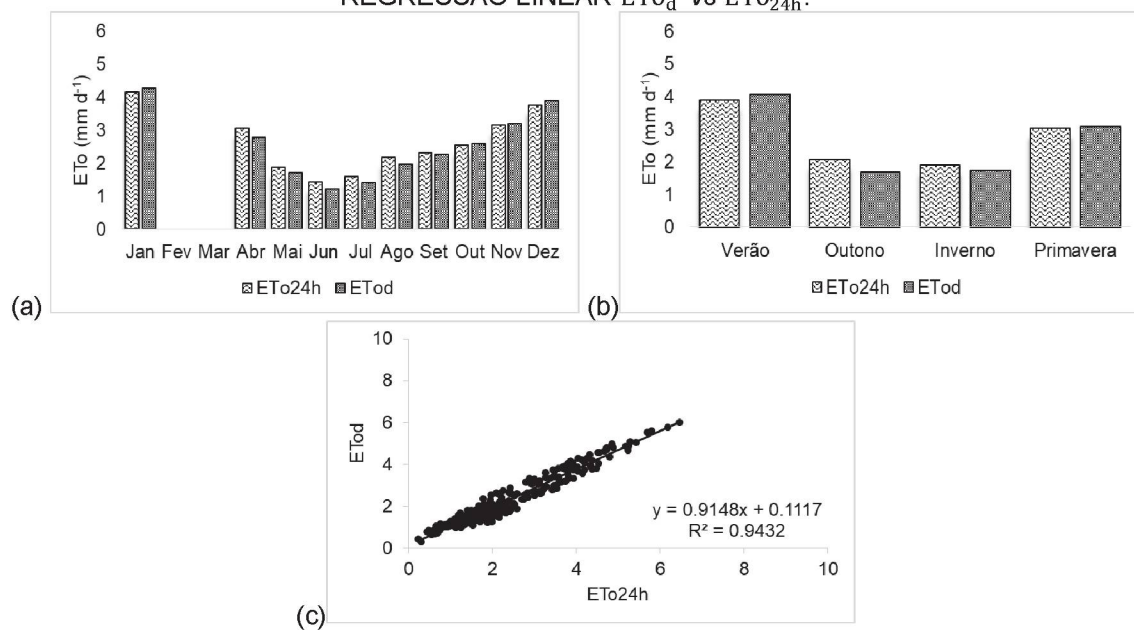 REGRESSÃO LINEAR ETo_d vs ETo_24h.
6
5
4
3
2
1
0
ETo (mm d⁻¹)
Jan Fev Mar Abr Mai Jun Jul Ago Set Out Nov Dez
ETo24h ETod
(a)
6
5
4
3
2
1
0
ETo (mm d⁻¹)
Verão Outono Inverno Primavera
ETo24h ETod
(b)
10
8
6
4
2
0
ETod
y = 0.9148x + 0.1117
R² = 0.9432
0 2 4 6 8 10
ETo24h
(c)